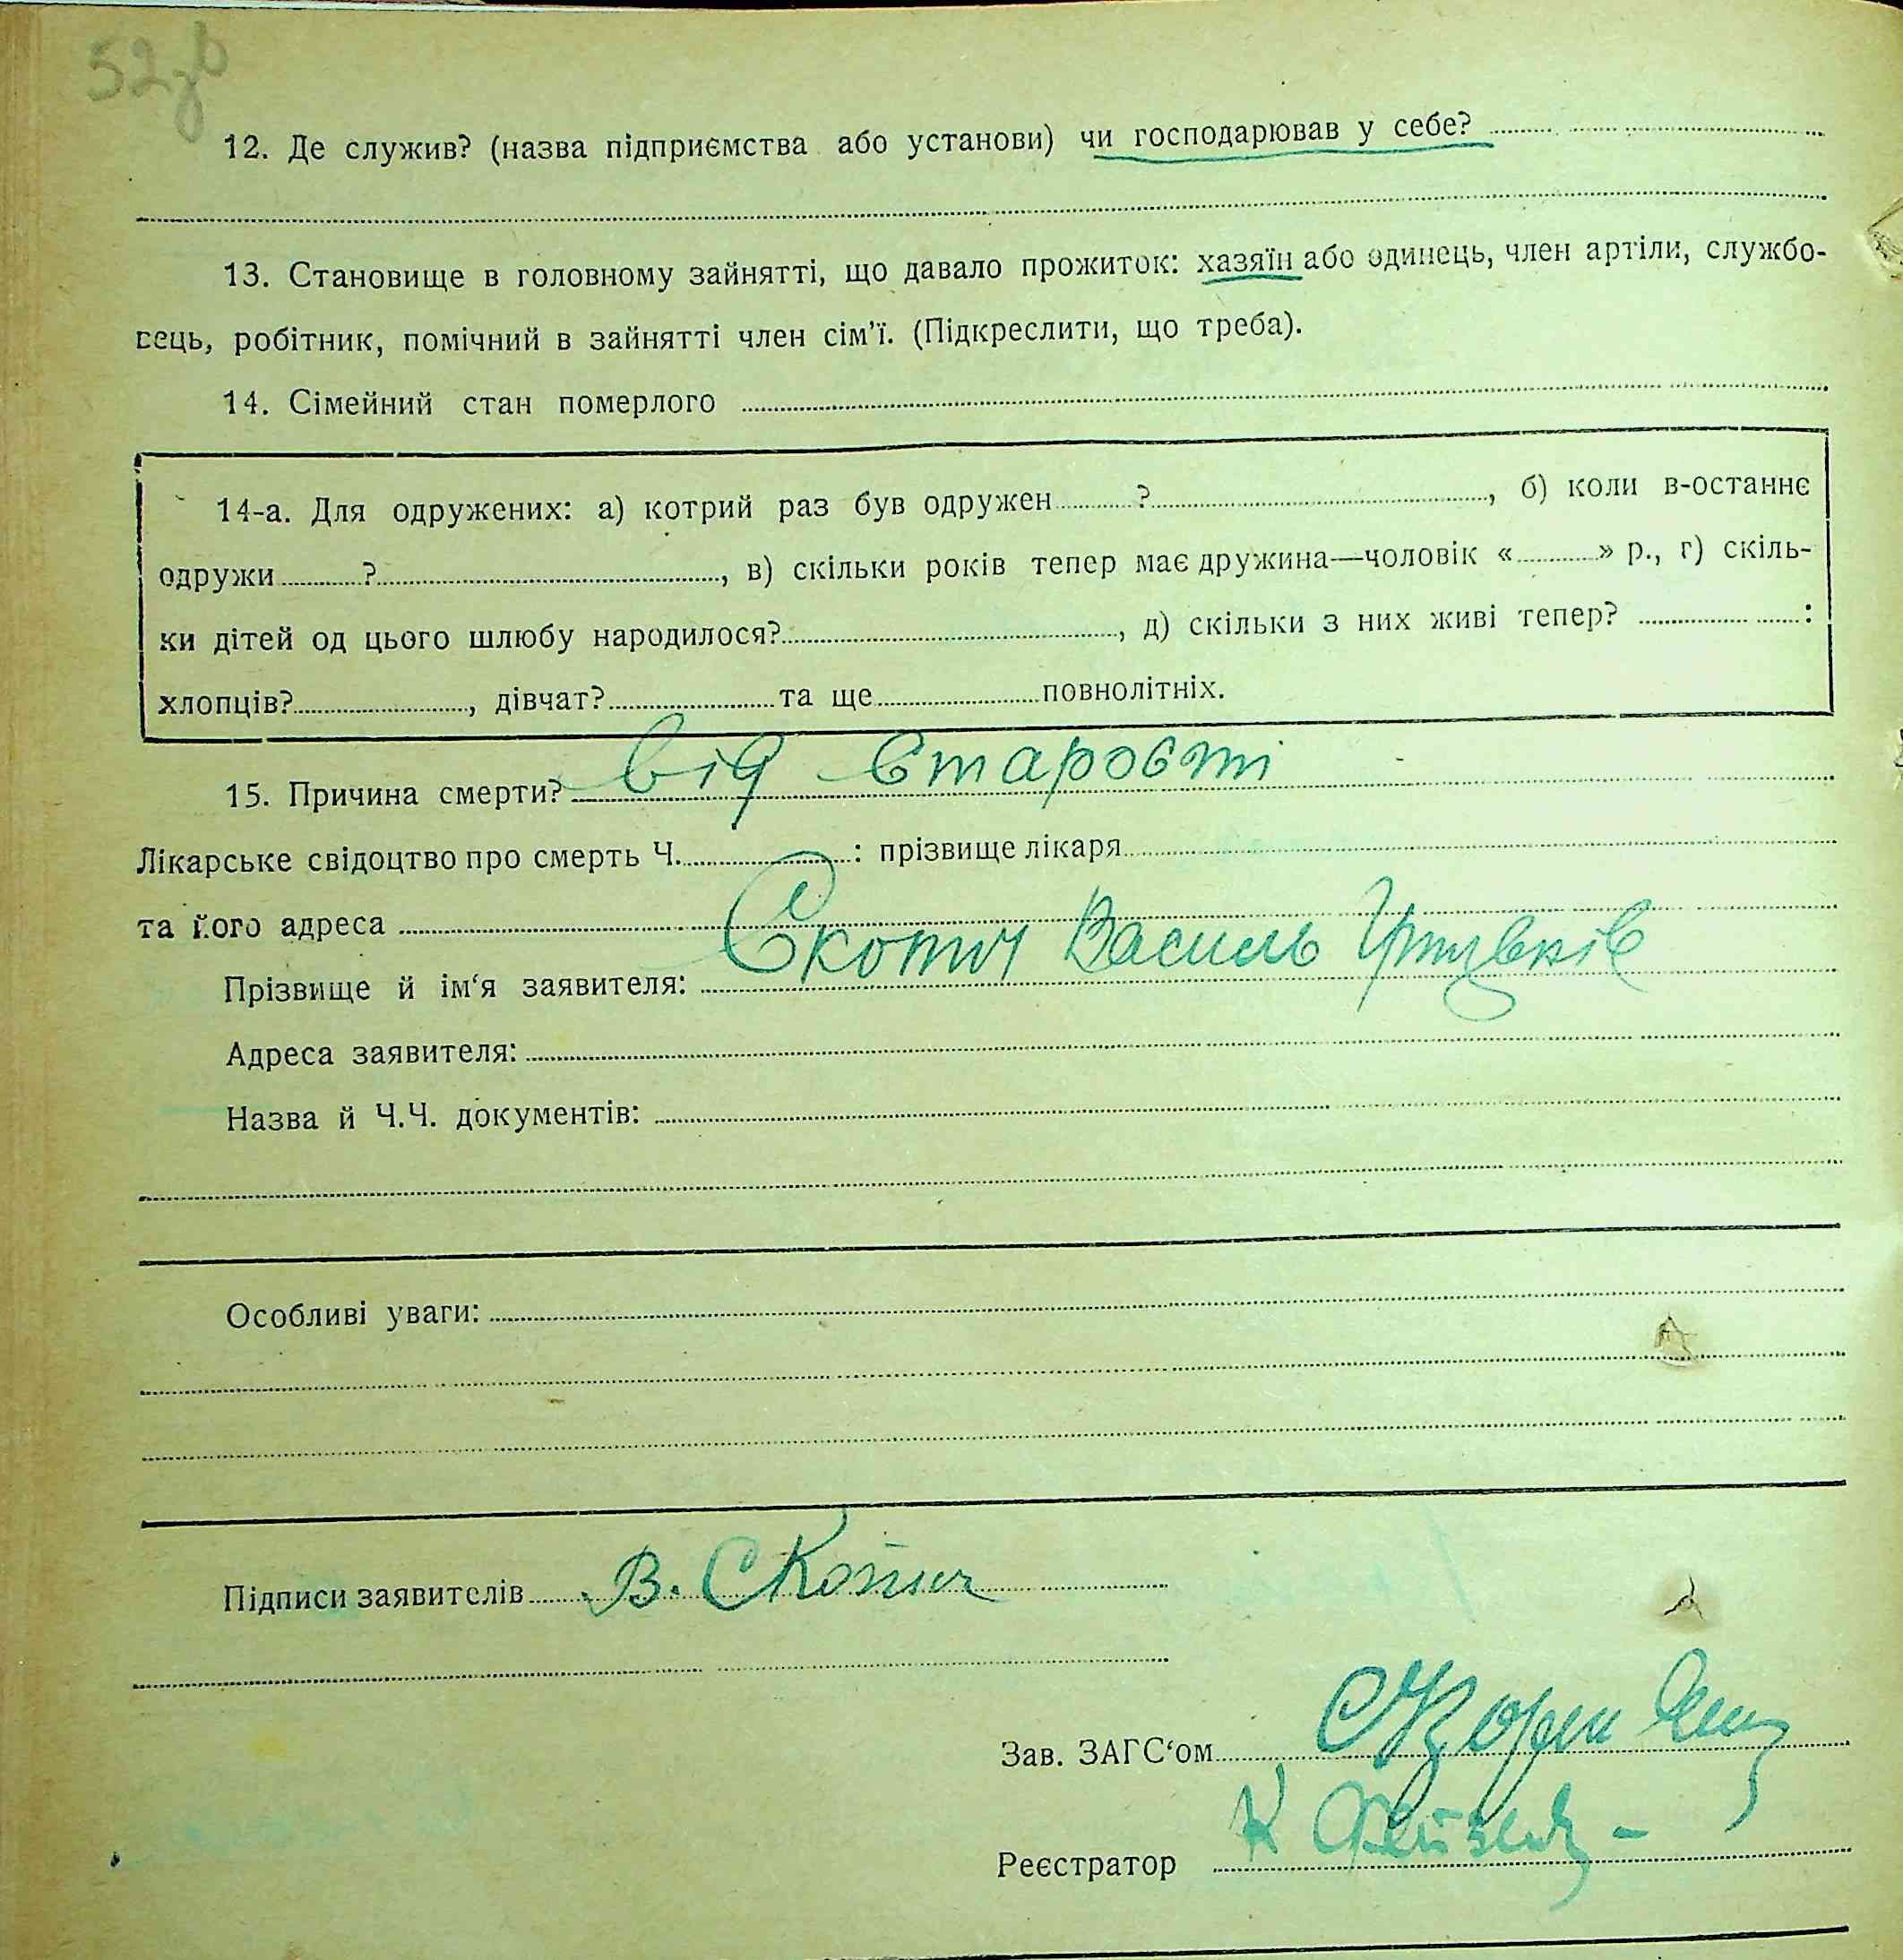 52зв
12. Де служив? (назва підприємства або установи) чи господарював у себе?
13. Становище в головному зайнятті, що давало прожиток: хазяїн або одинець, член артіли, службо-
вець, робітник, помічний в зайнятті член сім'ї. (Підкреслити, що треба).
14. Сімейний стан померлого
14-а. Для одружених: а) котрий раз був одружен ?, б) коли в-останнє
одружи ?, в) скільки років тепер має дружина—чоловік « » р., г) скіль-
ки дітей од цього шлюбу народилося?, д) скільки з них живі тепер? :
хлопців?, дівчат? та ще повнолітніх.
15. Причина смерти? від старости
Лікарське свідоцтво про смерть Ч. : прізвище лікаря
та його адреса
Прізвище й ім‘я заявителя: Скотич Василь
Адреса заявителя:
Назва й Ч.Ч. документів:
Особливі уваги:
Підписи заявителів В. Скотич
Зав. ЗАГС‘ом
Реєстратор К